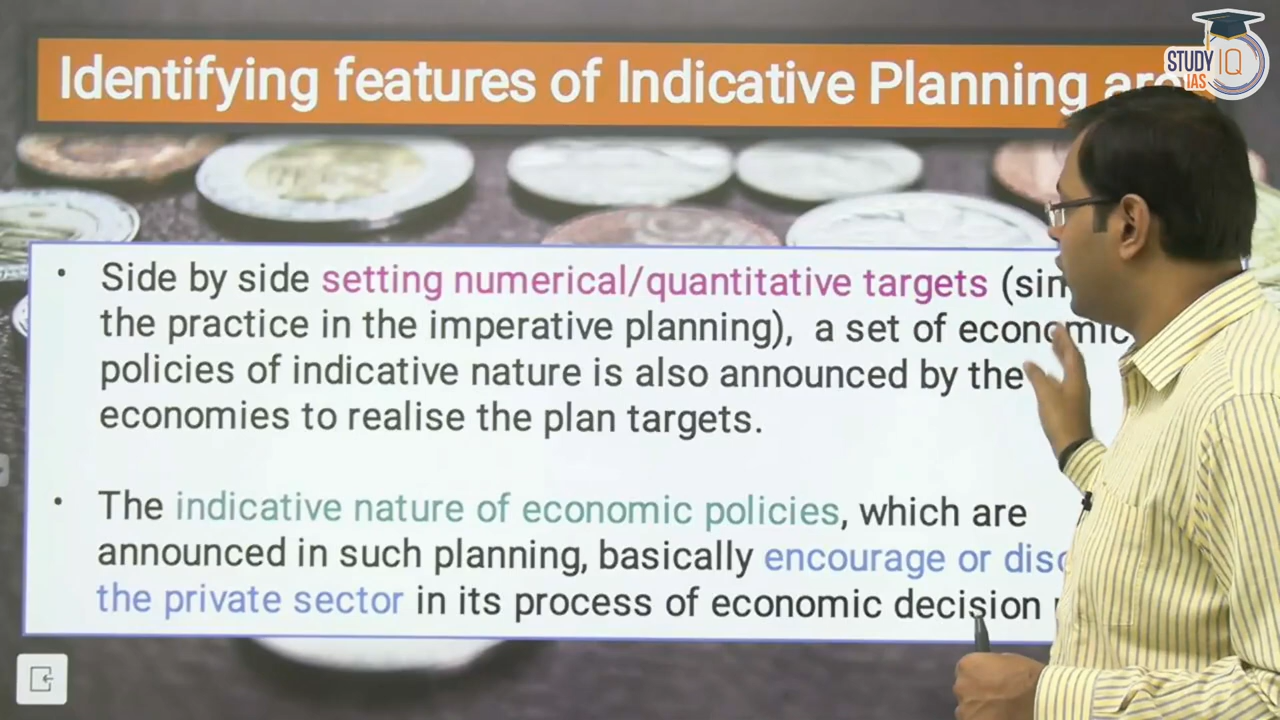 Identifying features of Indicative Planning are
STUDY IQ
IAS
• Side by side setting numerical/quantitative targets
the practice in the imperative planning), a set of economic
policies of indicative nature is also announced by the
economies to realise the plan targets.
• The indicative nature of economic policies, which are
announced in such planning, basically encourage or
the private sector in its process of economic decision